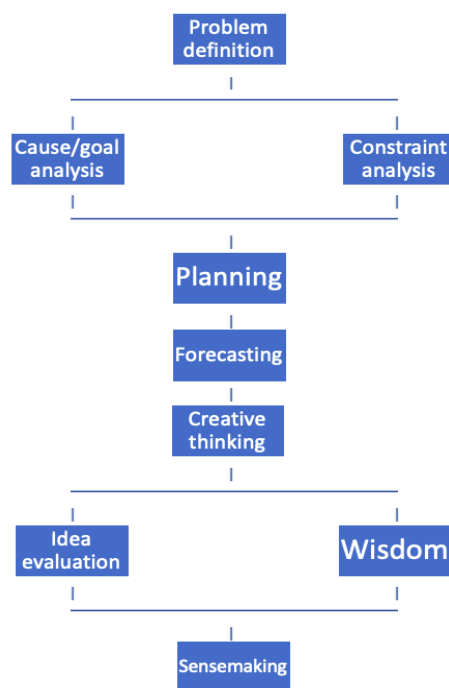 Problem
definition
Cause/goal
analysis
Constraint
analysis
Planning
Forecasting
Creative
thinking
Idea
evaluation
Wisdom
Sensemaking